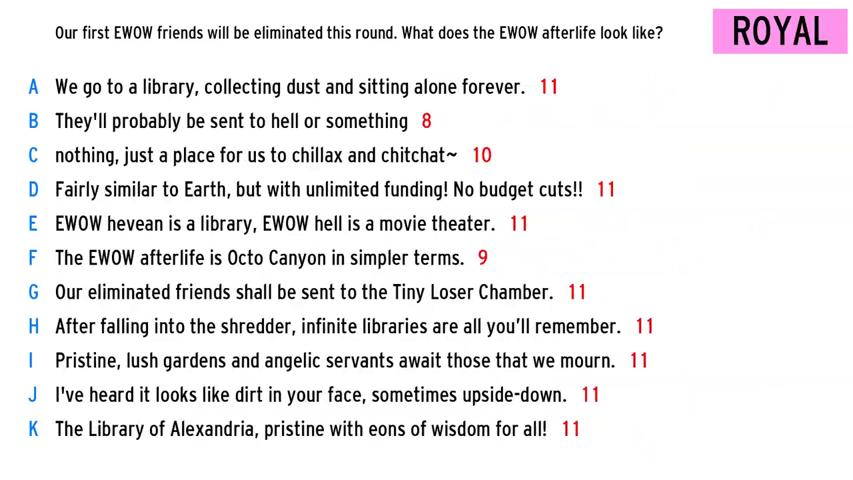 Our first EWOW friends will be eliminated this round. What does the EWOW afterlife look like?
ROYAL
A We go to a library, collecting dust and sitting alone forever. 11
B They'll probably be sent to hell or something 8
C nothing, just a place for us to chillax and chitchat~ 10
D Fairly similar to Earth, but with unlimited funding! No budget cuts!! 11
E EWOW hevean is a library, EWOW hell is a movie theater. 11
F The EWOW afterlife is Octo Canyon in simpler terms. 9
G Our eliminated friends shall be sent to the Tiny Loser Chamber. 11
H After falling into the shredder, infinite libraries are all you’ll remember. 11
I Pristine, lush gardens and angelic servants await those that we mourn. 11
J I've heard it looks like dirt in your face, sometimes upside-down. 11
K The Library of Alexandria, pristine with eons of wisdom for all! 11